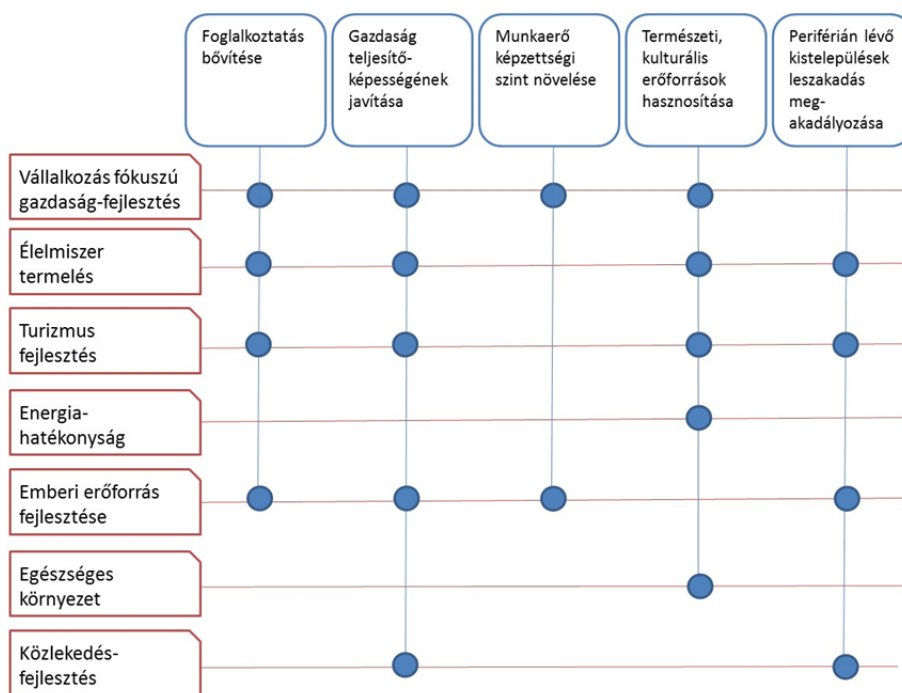 Foglalkoztatás
bővítése
Gazdaság
teljesítő-
képességének
javítása
Munkaerő
képzettségi
szint növelése
Természeti,
kulturális
erőforrások
hasznosítása
Periférián lévő
kistelepülések
leszakadás
meg-
akadályozása
Vállalkozás fókuszú
gazdaság-fejlesztés
Élelmiszer
termelés
Turizmus
fejlesztés
Energia-
hatékonyság
Emberi erőforrás
fejlesztése
Egészséges
környezet
Közlekedés-
fejlesztés